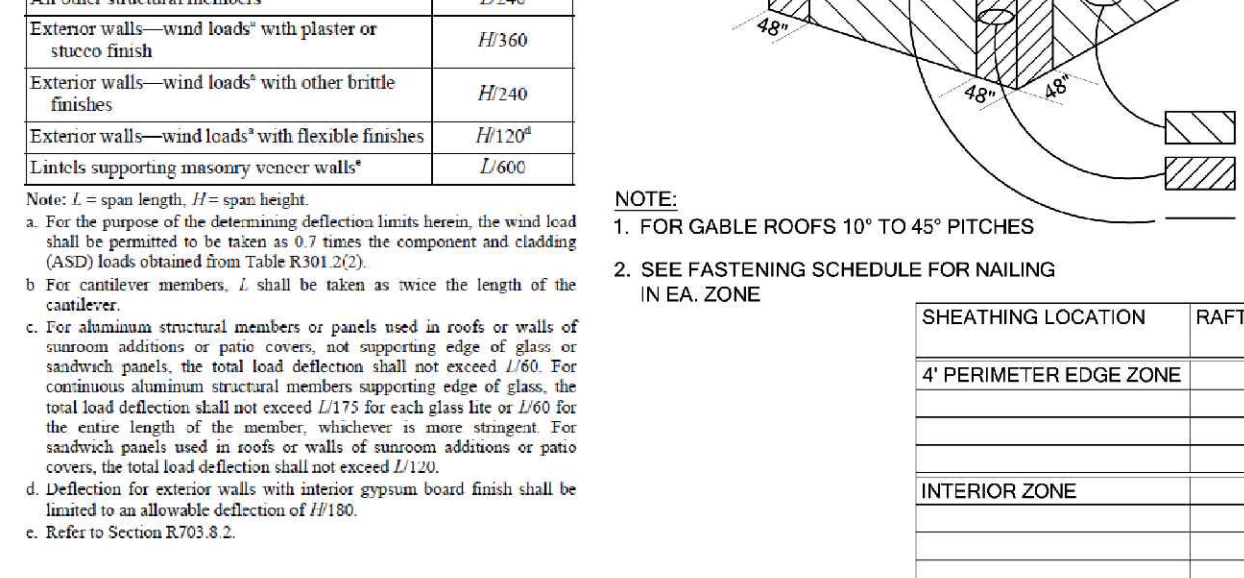 All other structural members L/240
Exterior walls—wind loadsª with plaster or
stucco finish H/360
Exterior walls—wind loadsª with other brittle
finishes H/240
Exterior walls—wind loadsª with flexible finishes H/120ᵈ
Lintels supporting masonry veneer wallsᵉ L/600
Note: L = span length, H = span height.
a. For the purpose of the determining deflection limits herein, the wind load
shall be permitted to be taken as 0.7 times the component and cladding
(ASD) loads obtained from Table R301.2(2).
b For cantilever members, L shall be taken as twice the length of the
cantilever.
c. For aluminum structural members or panels used in roofs or walls of
sunroom additions or patio covers, not supporting edge of glass or
sandwich panels, the total load deflection shall not exceed L/60. For
continuous aluminum structural members supporting edge of glass, the
total load deflection shall not exceed L/175 for each glass lite or L/60 for
the entire length of the member, whichever is more stringent. For
sandwich panels used in roofs or walls of sunroom additions or patio
covers, the total load deflection shall not exceed L/120.
d. Deflection for exterior walls with interior gypsum board finish shall be
limited to an allowable deflection of H/180.
e. Refer to Section R703.8.2.
48"
48"
48"
NOTE:
1. FOR GABLE ROOFS 10° TO 45° PITCHES
2. SEE FASTENING SCHEDULE FOR NAILING
IN EA. ZONE
SHEATHING LOCATION RAFT
4' PERIMETER EDGE ZONE
INTERIOR ZONE